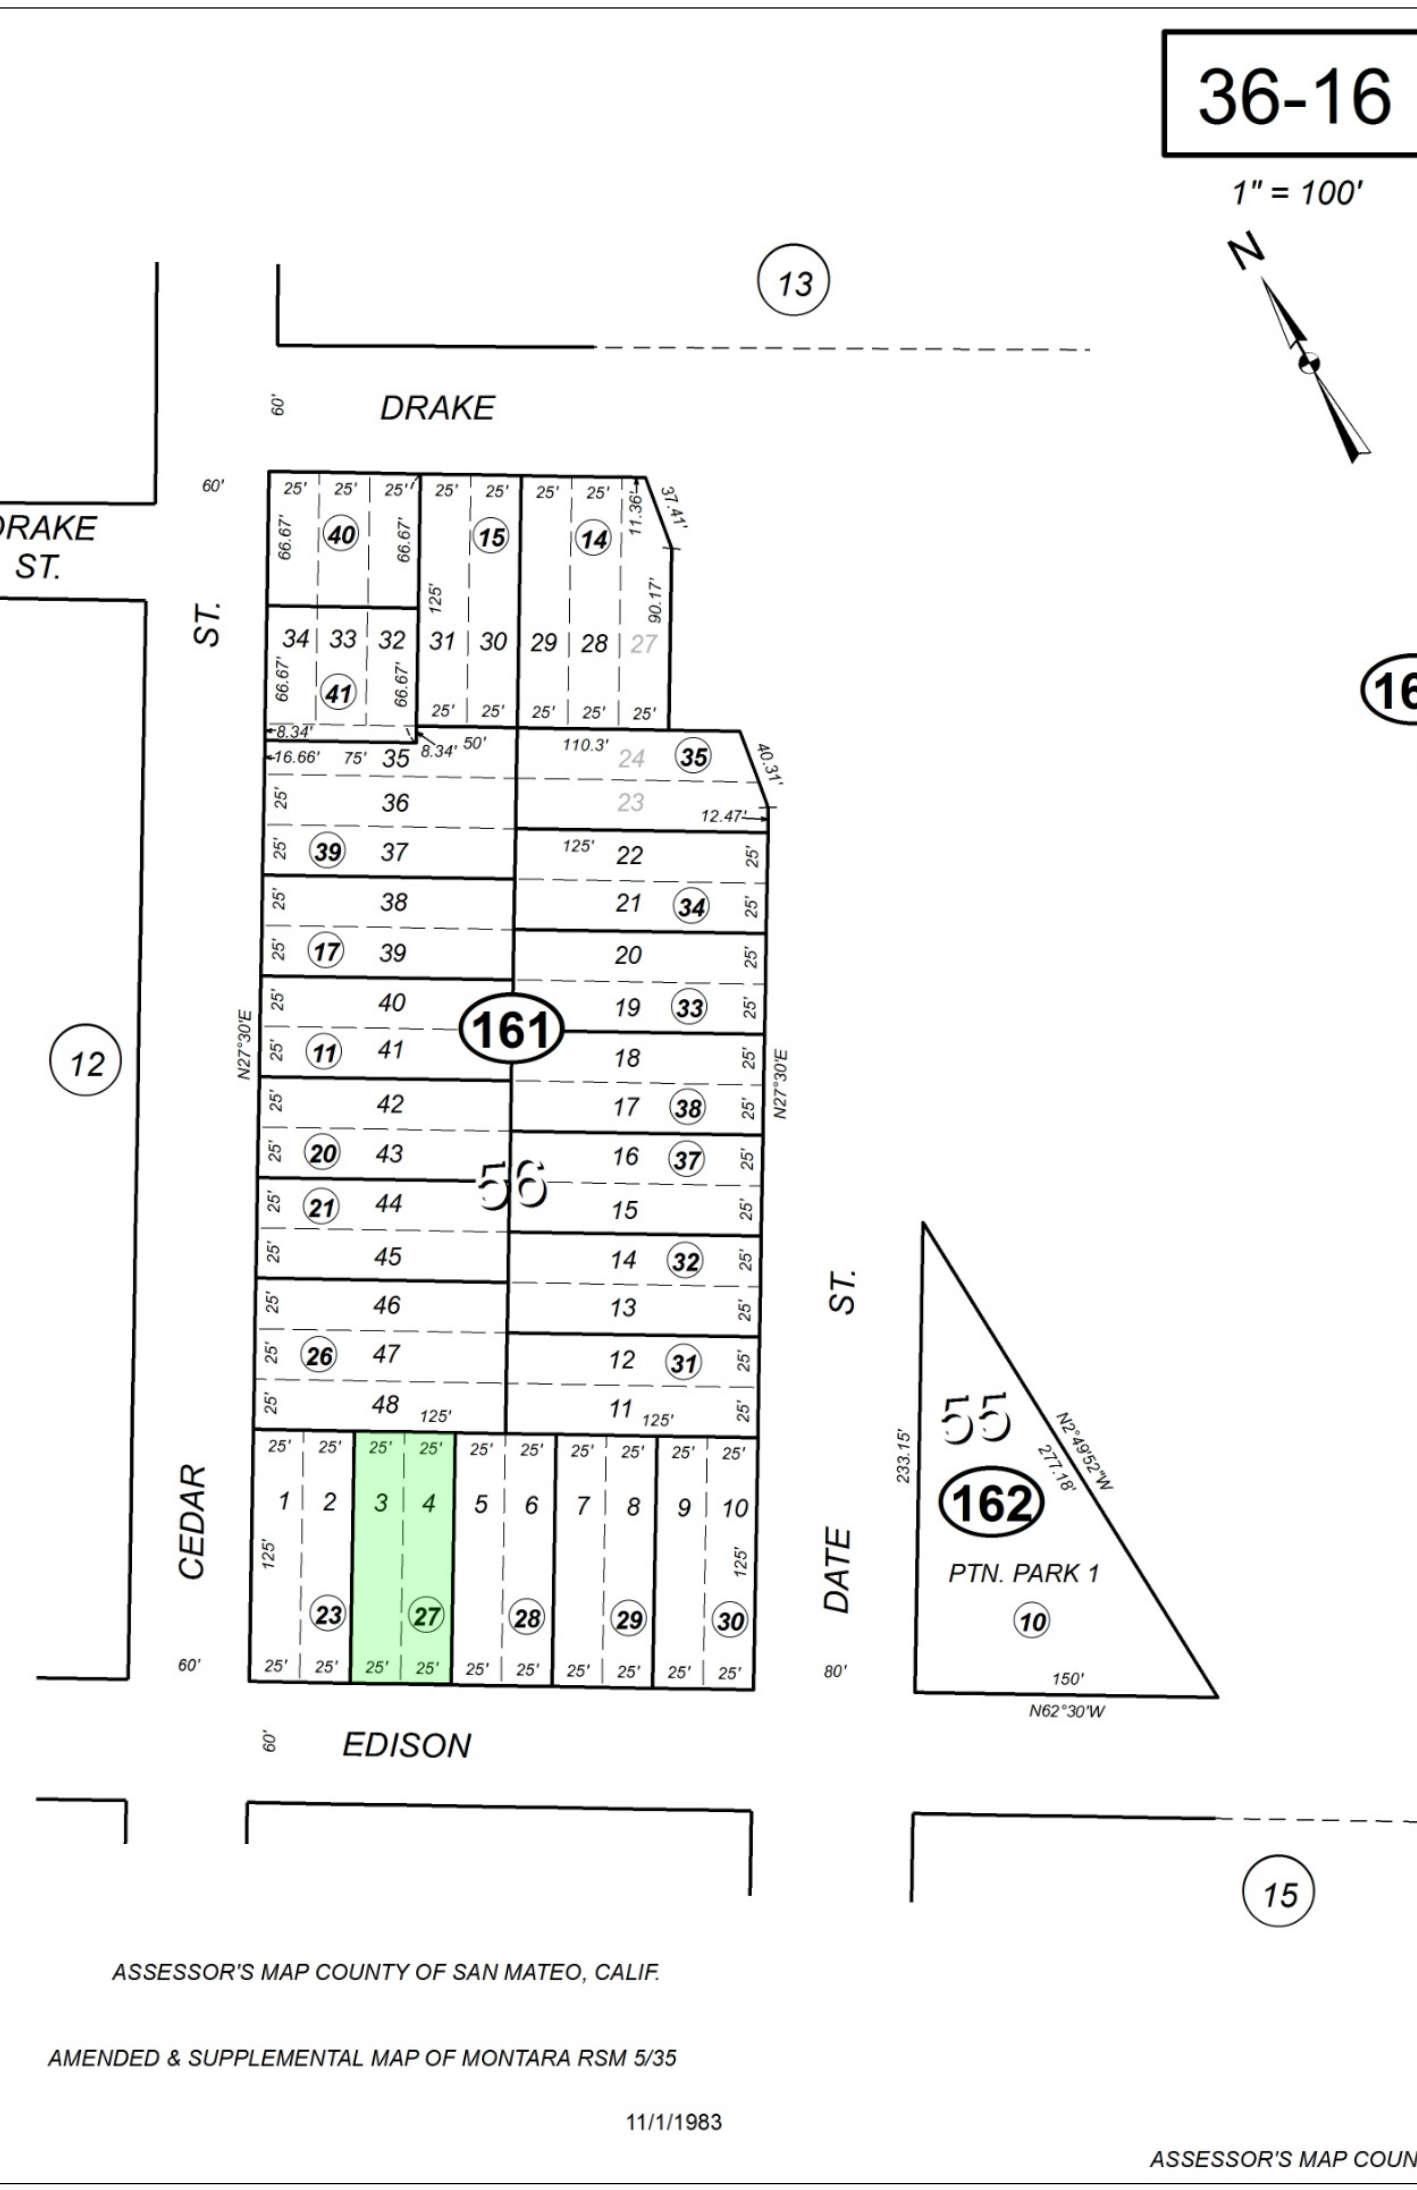 36-16
1" = 100'
N
13
60'
DRAKE
60'
ST.
ST.
25' 25' 25' 25' 25' 25' 25' 11.36' 37.41'
66.67' 40 66.67' 15 14
125' 90.17'
34 33 32 31 30 29 28 27
66.67' 41 66.67'
25' 25' 25' 25' 25'
8.34' 8.34' 50' 110.3' 24 35 40.31'
16.66' 75' 35
25' 36 23
12.47'
25' 39 37 125' 22 25'
25' 38 21 34 25'
25' 17 39 20 25'
25' 40 19 33 25'
161
N27°30'E 25' 11 41 18 25' N27°30'E
12
25' 42 17 38 25'
25' 20 43 16 37 25'
56
25' 21 44 15 25'
25' 45 14 32 25'
25' 46 13 25'
ST.
25' 26 47 12 31 25'
25' 48 125' 11 125' 25'
25' 25' 25' 25' 25' 25' 25' 25' 25' 25'
1 2 3 4 5 6 7 8 9 10
125' 125'
23 27 28 29 30
25' 25' 25' 25' 25' 25' 25' 25' 25' 25'
CEDAR
60'
DATE
80'
233.15'
55
N2°49'52"W
277.18'
162
PTN. PARK 1
10
150'
N62°30'W
60'
EDISON
15
ASSESSOR'S MAP COUNTY OF SAN MATEO, CALIF.
AMENDED & SUPPLEMENTAL MAP OF MONTARA RSM 5/35
11/1/1983
ASSESSOR'S MAP COUN